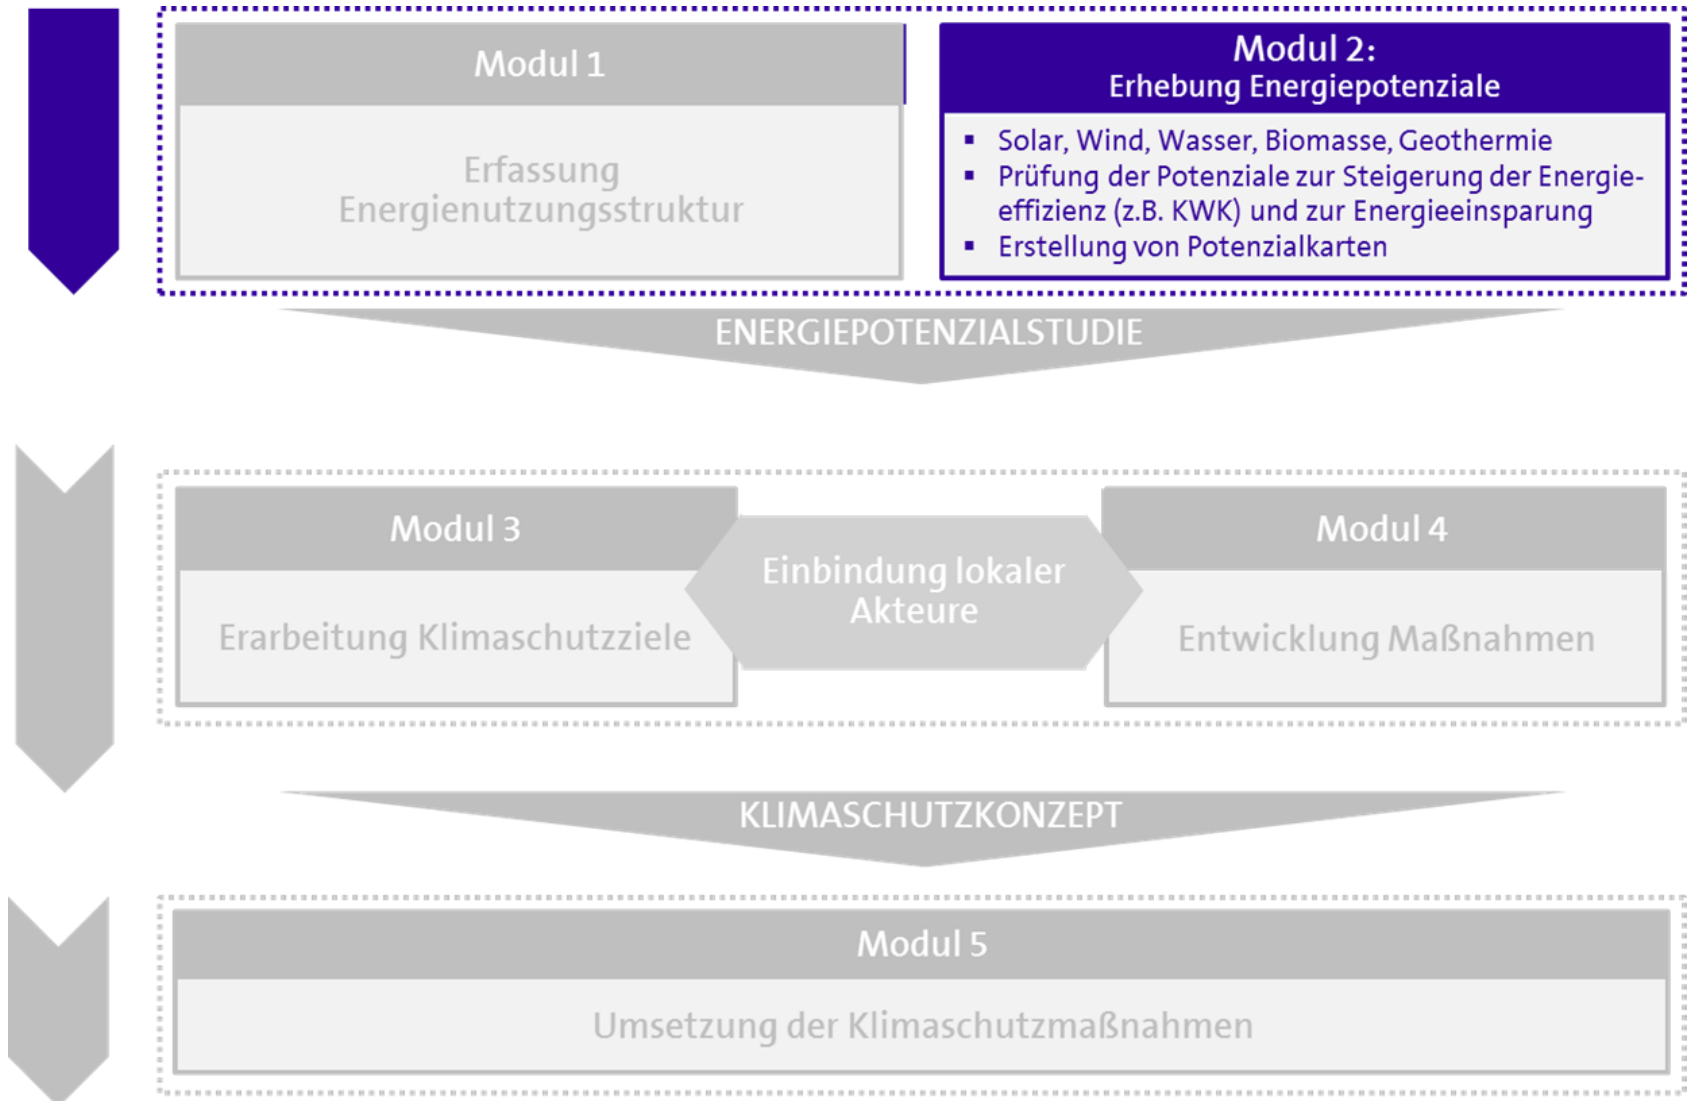 Modul 1
Erfassung
Energienutzungsstruktur
Modul 2:
Erhebung Energiepotenziale
▪ Solar, Wind, Wasser, Biomasse, Geothermie
▪ Prüfung der Potenziale zur Steigerung der Energie-
effizienz (z.B. KWK) und zur Energieeinsparung
▪ Erstellung von Potenzialkarten
ENERGIEPOTENZIALSTUDIE
Modul 3
Erarbeitung Klimaschutzziele
Einbindung lokaler
Akteure
Modul 4
Entwicklung Maßnahmen
KLIMASCHUTZKONZEPT
Modul 5
Umsetzung der Klimaschutzmaßnahmen